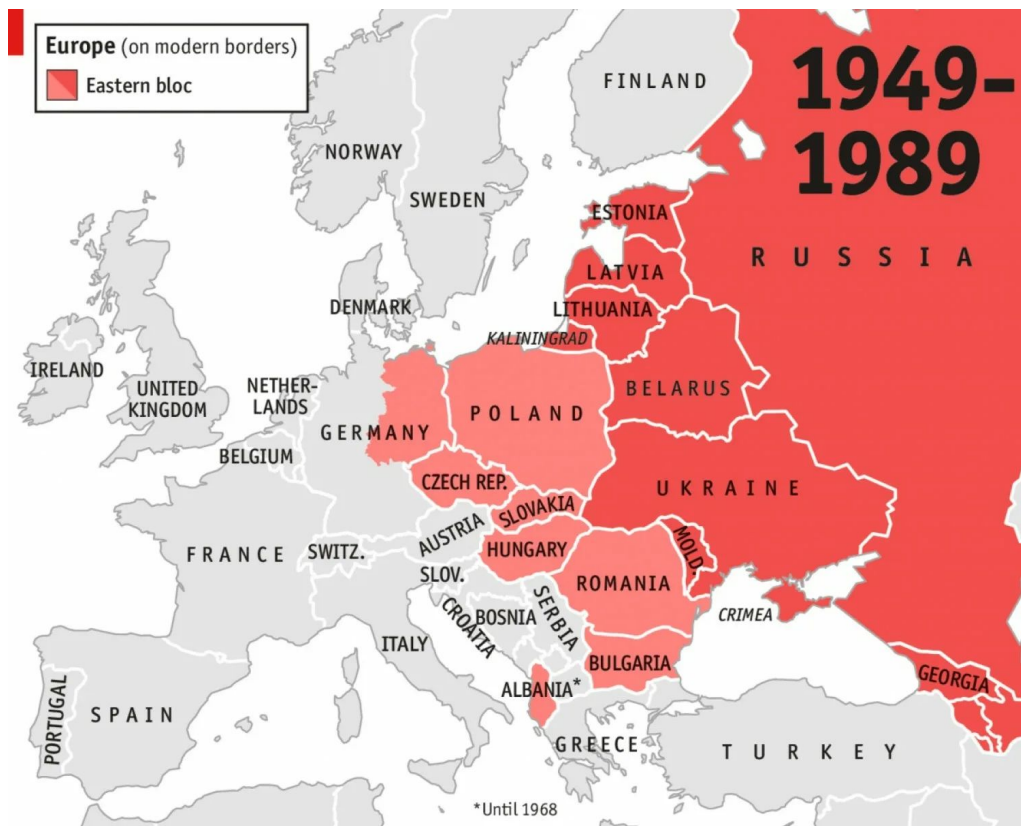 Europe (on modern borders)
Eastern bloc
1949-
1989
FINLAND
NORWAY
SWEDEN
ESTONIA
RUSSIA
LATVIA
DENMARK
LITHUANIA
KALININGRAD
IRELAND
UNITED
KINGDOM
NETHER-
LANDS
BELARUS
POLAND
GERMANY
BELGIUM
CZECH REP.
UKRAINE
SLOVAKIA
AUSTRIA
FRANCE
SWITZ.
HUNGARY
MOLD.
SLOV.
ROMANIA
CROATIA
BOSNIA
SERBIA
CRIMEA
ITALY
BULGARIA
GEORGIA
ALBANIA*
PORTUGAL
SPAIN
GREECE
TURKEY
*Until 1968